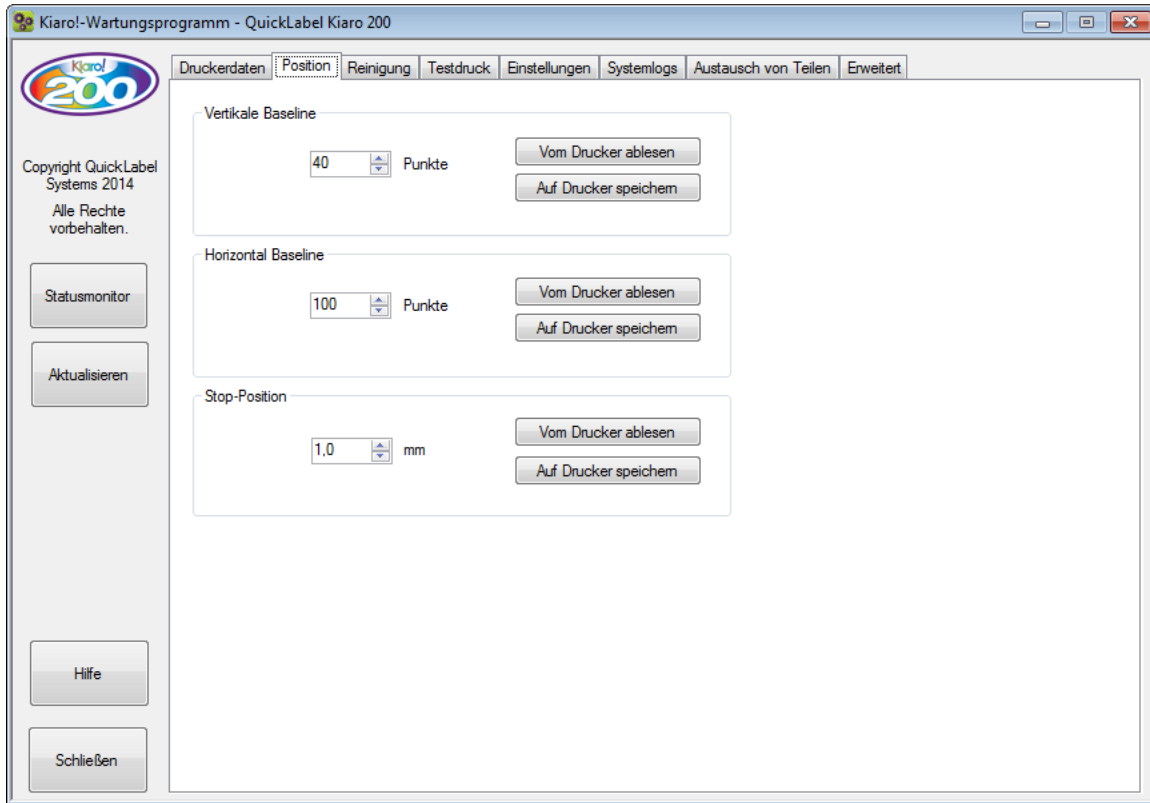 Kiaro!-Wartungsprogramm - QuickLabel Kiaro 200
Kiaro!
200
Copyright QuickLabel
Systems 2014
Alle Rechte
vorbehalten.
Statusmonitor
Aktualisieren
Hilfe
Schließen
Druckerdaten Position Reinigung Testdruck Einstellungen Systemlogs Austausch von Teilen Erweitert
Vertikale Baseline
40 Punkte
Vom Drucker ablesen
Auf Drucker speichern
Horizontal Baseline
100 Punkte
Vom Drucker ablesen
Auf Drucker speichern
Stop-Position
1,0 mm
Vom Drucker ablesen
Auf Drucker speichern